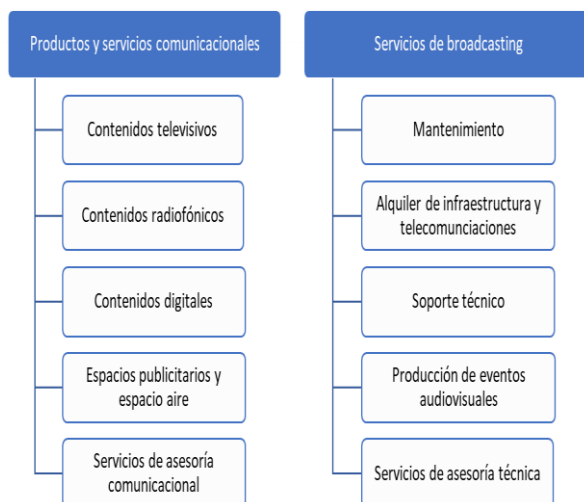 Productos y servicios comunicacionales
Contenidos televisivos
Contenidos radiofónicos
Contenidos digitales
Espacios publicitarios y
espacio aire
Servicios de asesoría
comunicacional
Servicios de broadcasting
Mantenimiento
Alquiler de infraestructura y
telecomunciaciones
Soporte técnico
Producción de eventos
audiovisuales
Servicios de asesoría técnica